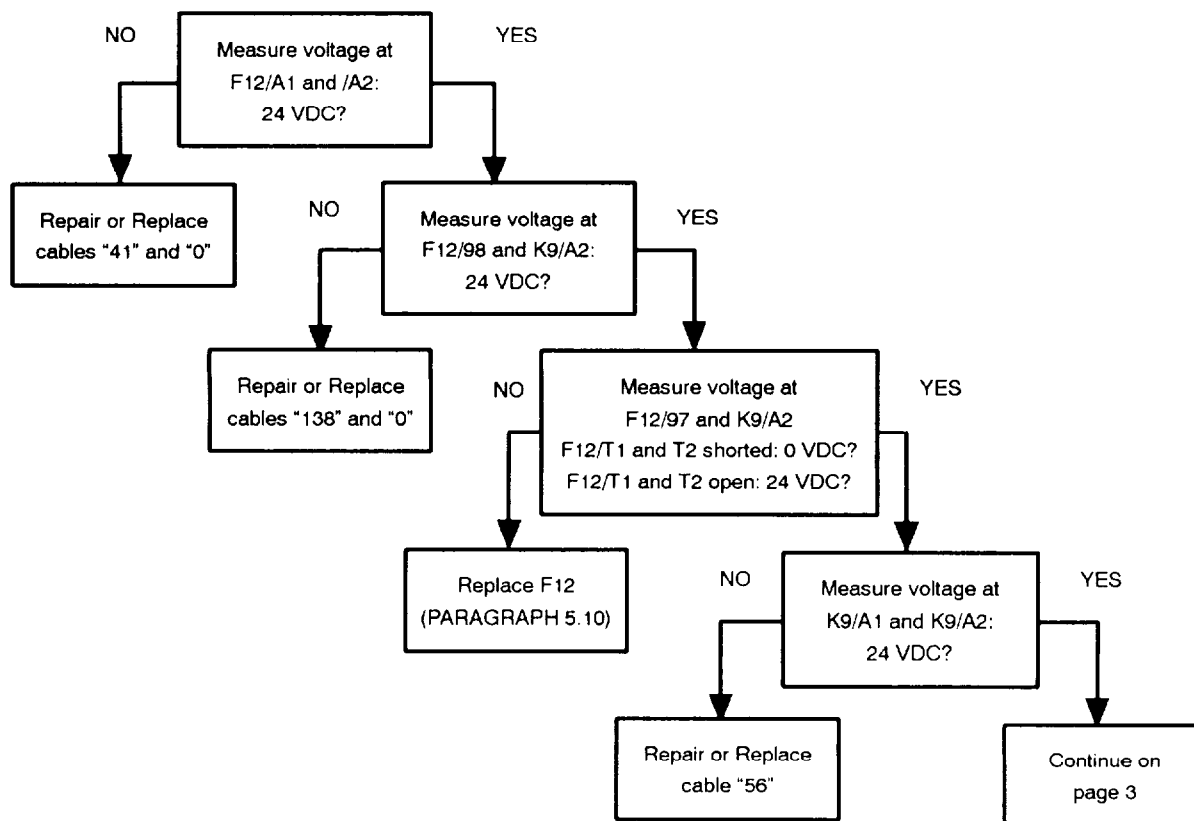 NO
YES
Measure voltage at
F12/A1 and /A2:
24 VDC?
Repair or Replace
cables “41” and “0”
NO
YES
Measure voltage at
F12/98 and K9/A2:
24 VDC?
Repair or Replace
cables “138” and “0”
NO
YES
Measure voltage at
F12/97 and K9/A2
F12/T1 and T2 shorted: 0 VDC?
F12/T1 and T2 open: 24 VDC?
Replace F12
(PARAGRAPH 5.10)
NO
YES
Measure voltage at
K9/A1 and K9/A2:
24 VDC?
Repair or Replace
cable “56”
Continue on
page 3